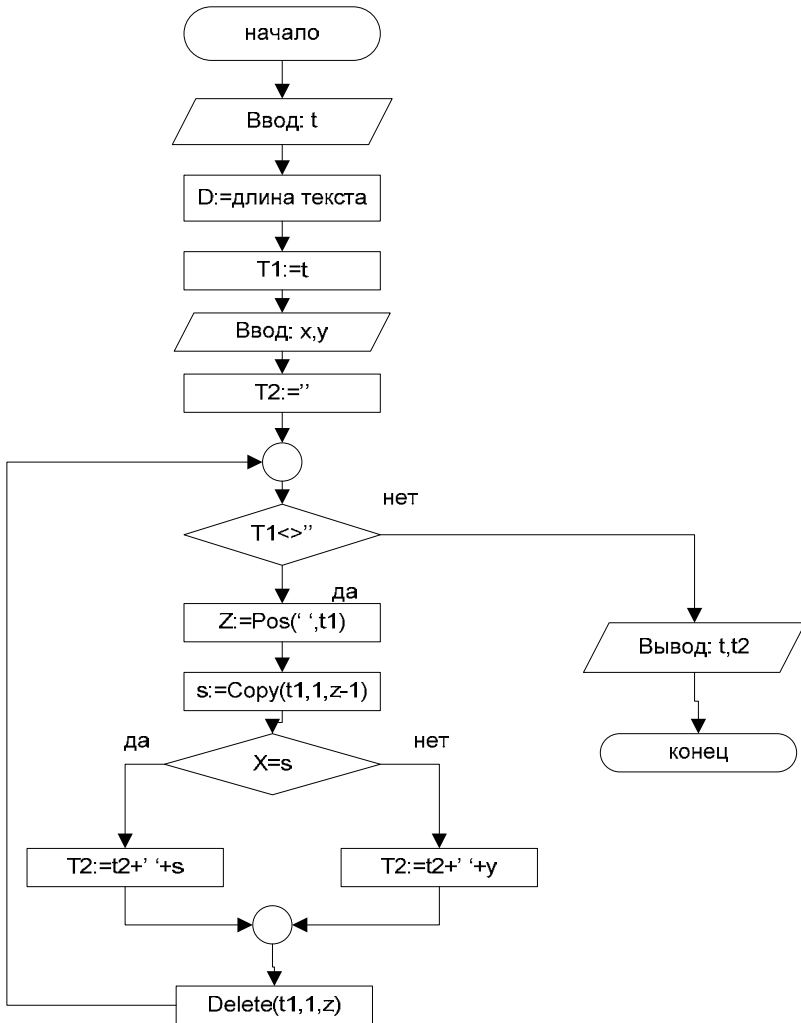 начало
Ввод: t
D:=длина текста
T1:=t
Ввод: x,y
T2:=’’
нет
T1<>’’
да
Z:=Pos(‘ ‘,t1)
Вывод: t,t2
s:=Copy(t1,1,z-1)
да
нет
конец
X=s
T2:=t2+’ ‘+s
T2:=t2+’ ‘+y
Delete(t1,1,z)